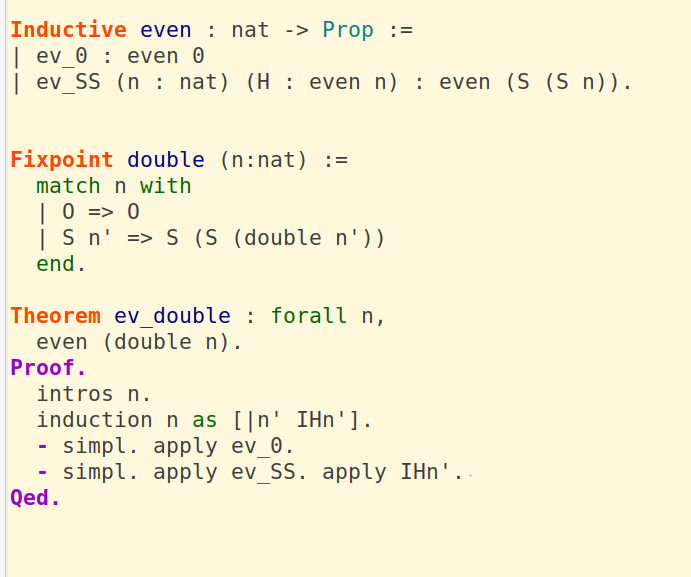 Inductive even : nat -> Prop :=
| ev_0 : even 0
| ev_SS (n : nat) (H : even n) : even (S (S n)).
Fixpoint double (n:nat) :=
match n with
| O => O
| S n' => S (S (double n'))
end.
Theorem ev_double : forall n,
even (double n).
Proof.
intros n.
induction n as [|n' IHn'].
- simpl. apply ev_0.
- simpl. apply ev_SS. apply IHn'.
Qed.